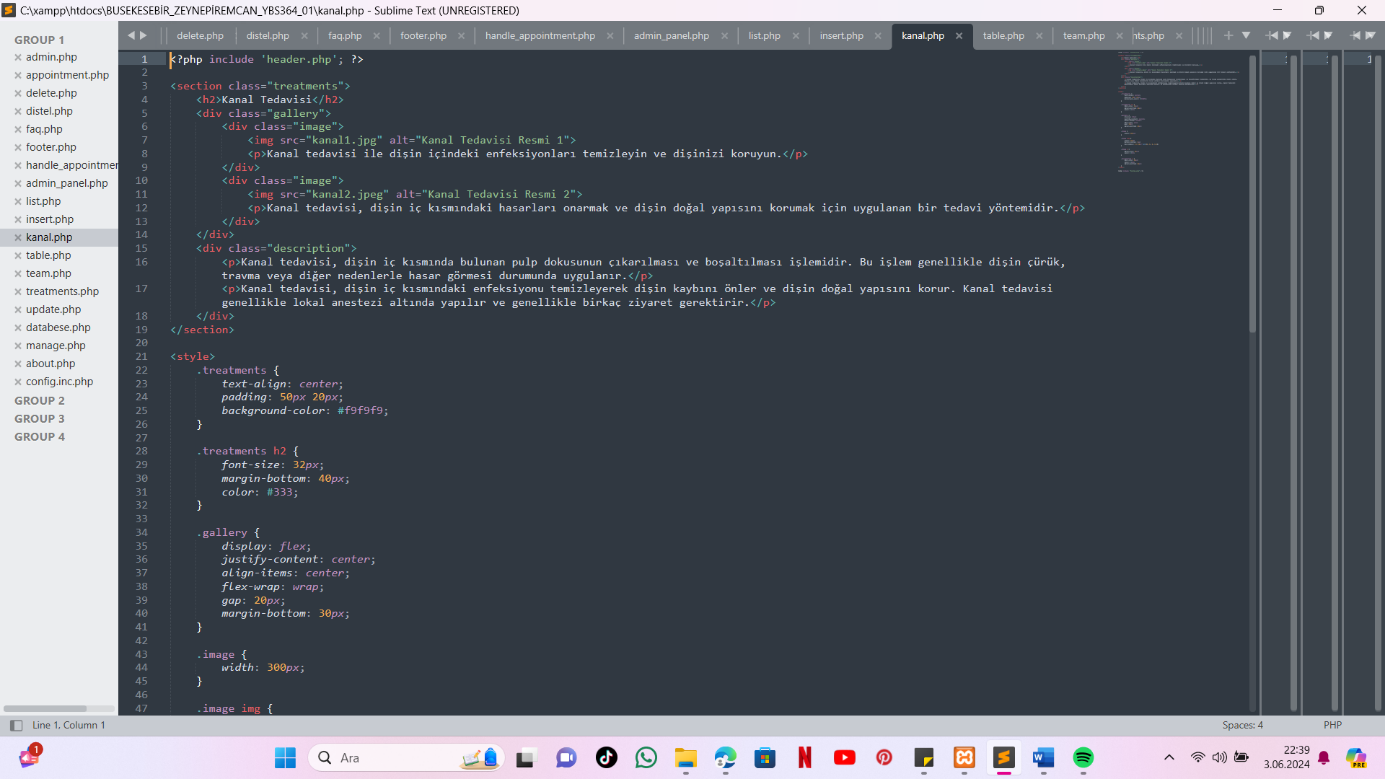 C:\xampp\htdocs\BUSEKESEBİR_ZEYNEPİREMCAN_YBS364_01\kanal.php - Sublime Text (UNREGISTERED)
GROUP 1
admin.php
appointment.php
delete.php
distel.php
faq.php
footer.php
handle_appointmer
admin_panel.php
list.php
insert.php
kanal.php
table.php
team.php
treatments.php
update.php
databese.php
manage.php
about.php
config.inc.php
GROUP 2
GROUP 3
GROUP 4
delete.php distel.php faq.php footer.php handle_appointment.php admin_panel.php list.php insert.php kanal.php table.php team.php nts.php
1 <?php include 'header.php'; ?>
2
3 <section class="treatments">
4 <h2>Kanal Tedavisi</h2>
5 <div class="gallery">
6 <div class="image">
7 <img src="kanal1.jpg" alt="Kanal Tedavisi Resmi 1">
8 <p>Kanal tedavisi ile dişin içindeki enfeksiyonları temizleyin ve dişinizi koruyun.</p>
9 </div>
10 <div class="image">
11 <img src="kanal2.jpeg" alt="Kanal Tedavisi Resmi 2">
12 <p>Kanal tedavisi, dişin iç kısmındaki hasarları onarmak ve dişin doğal yapısını korumak için uygulanan bir tedavi yöntemidir.</p>
13 </div>
14 </div>
15 <div class="description">
16 <p>Kanal tedavisi, dişin iç kısmında bulunan pulp dokusunun çıkarılması ve boşaltılması işlemidir. Bu işlem genellikle dişin çürük,
travma veya diğer nedenlerle hasar görmesi durumunda uygulanır.</p>
17 <p>Kanal tedavisi, dişin iç kısmındaki enfeksiyonu temizleyerek dişin kaybını önler ve dişin doğal yapısını korur. Kanal tedavisi
genellikle lokal anestezi altında yapılır ve genellikle birkaç ziyaret gerektirir.</p>
18 </div>
19 </section>
20
21 <style>
22 .treatments {
23 text-align: center;
24 padding: 50px 20px;
25 background-color: #f9f9f9;
26 }
27
28 .treatments h2 {
29 font-size: 32px;
30 margin-bottom: 40px;
31 color: #333;
32 }
33
34 .gallery {
35 display: flex;
36 justify-content: center;
37 align-items: center;
38 flex-wrap: wrap;
39 gap: 20px;
40 margin-bottom: 30px;
41 }
42
43 .image {
44 width: 300px;
45 }
46
47 .image img {
Line 1, Column 1
Spaces: 4 PHP
1
Ara
22:39
3.06.2024
PRE